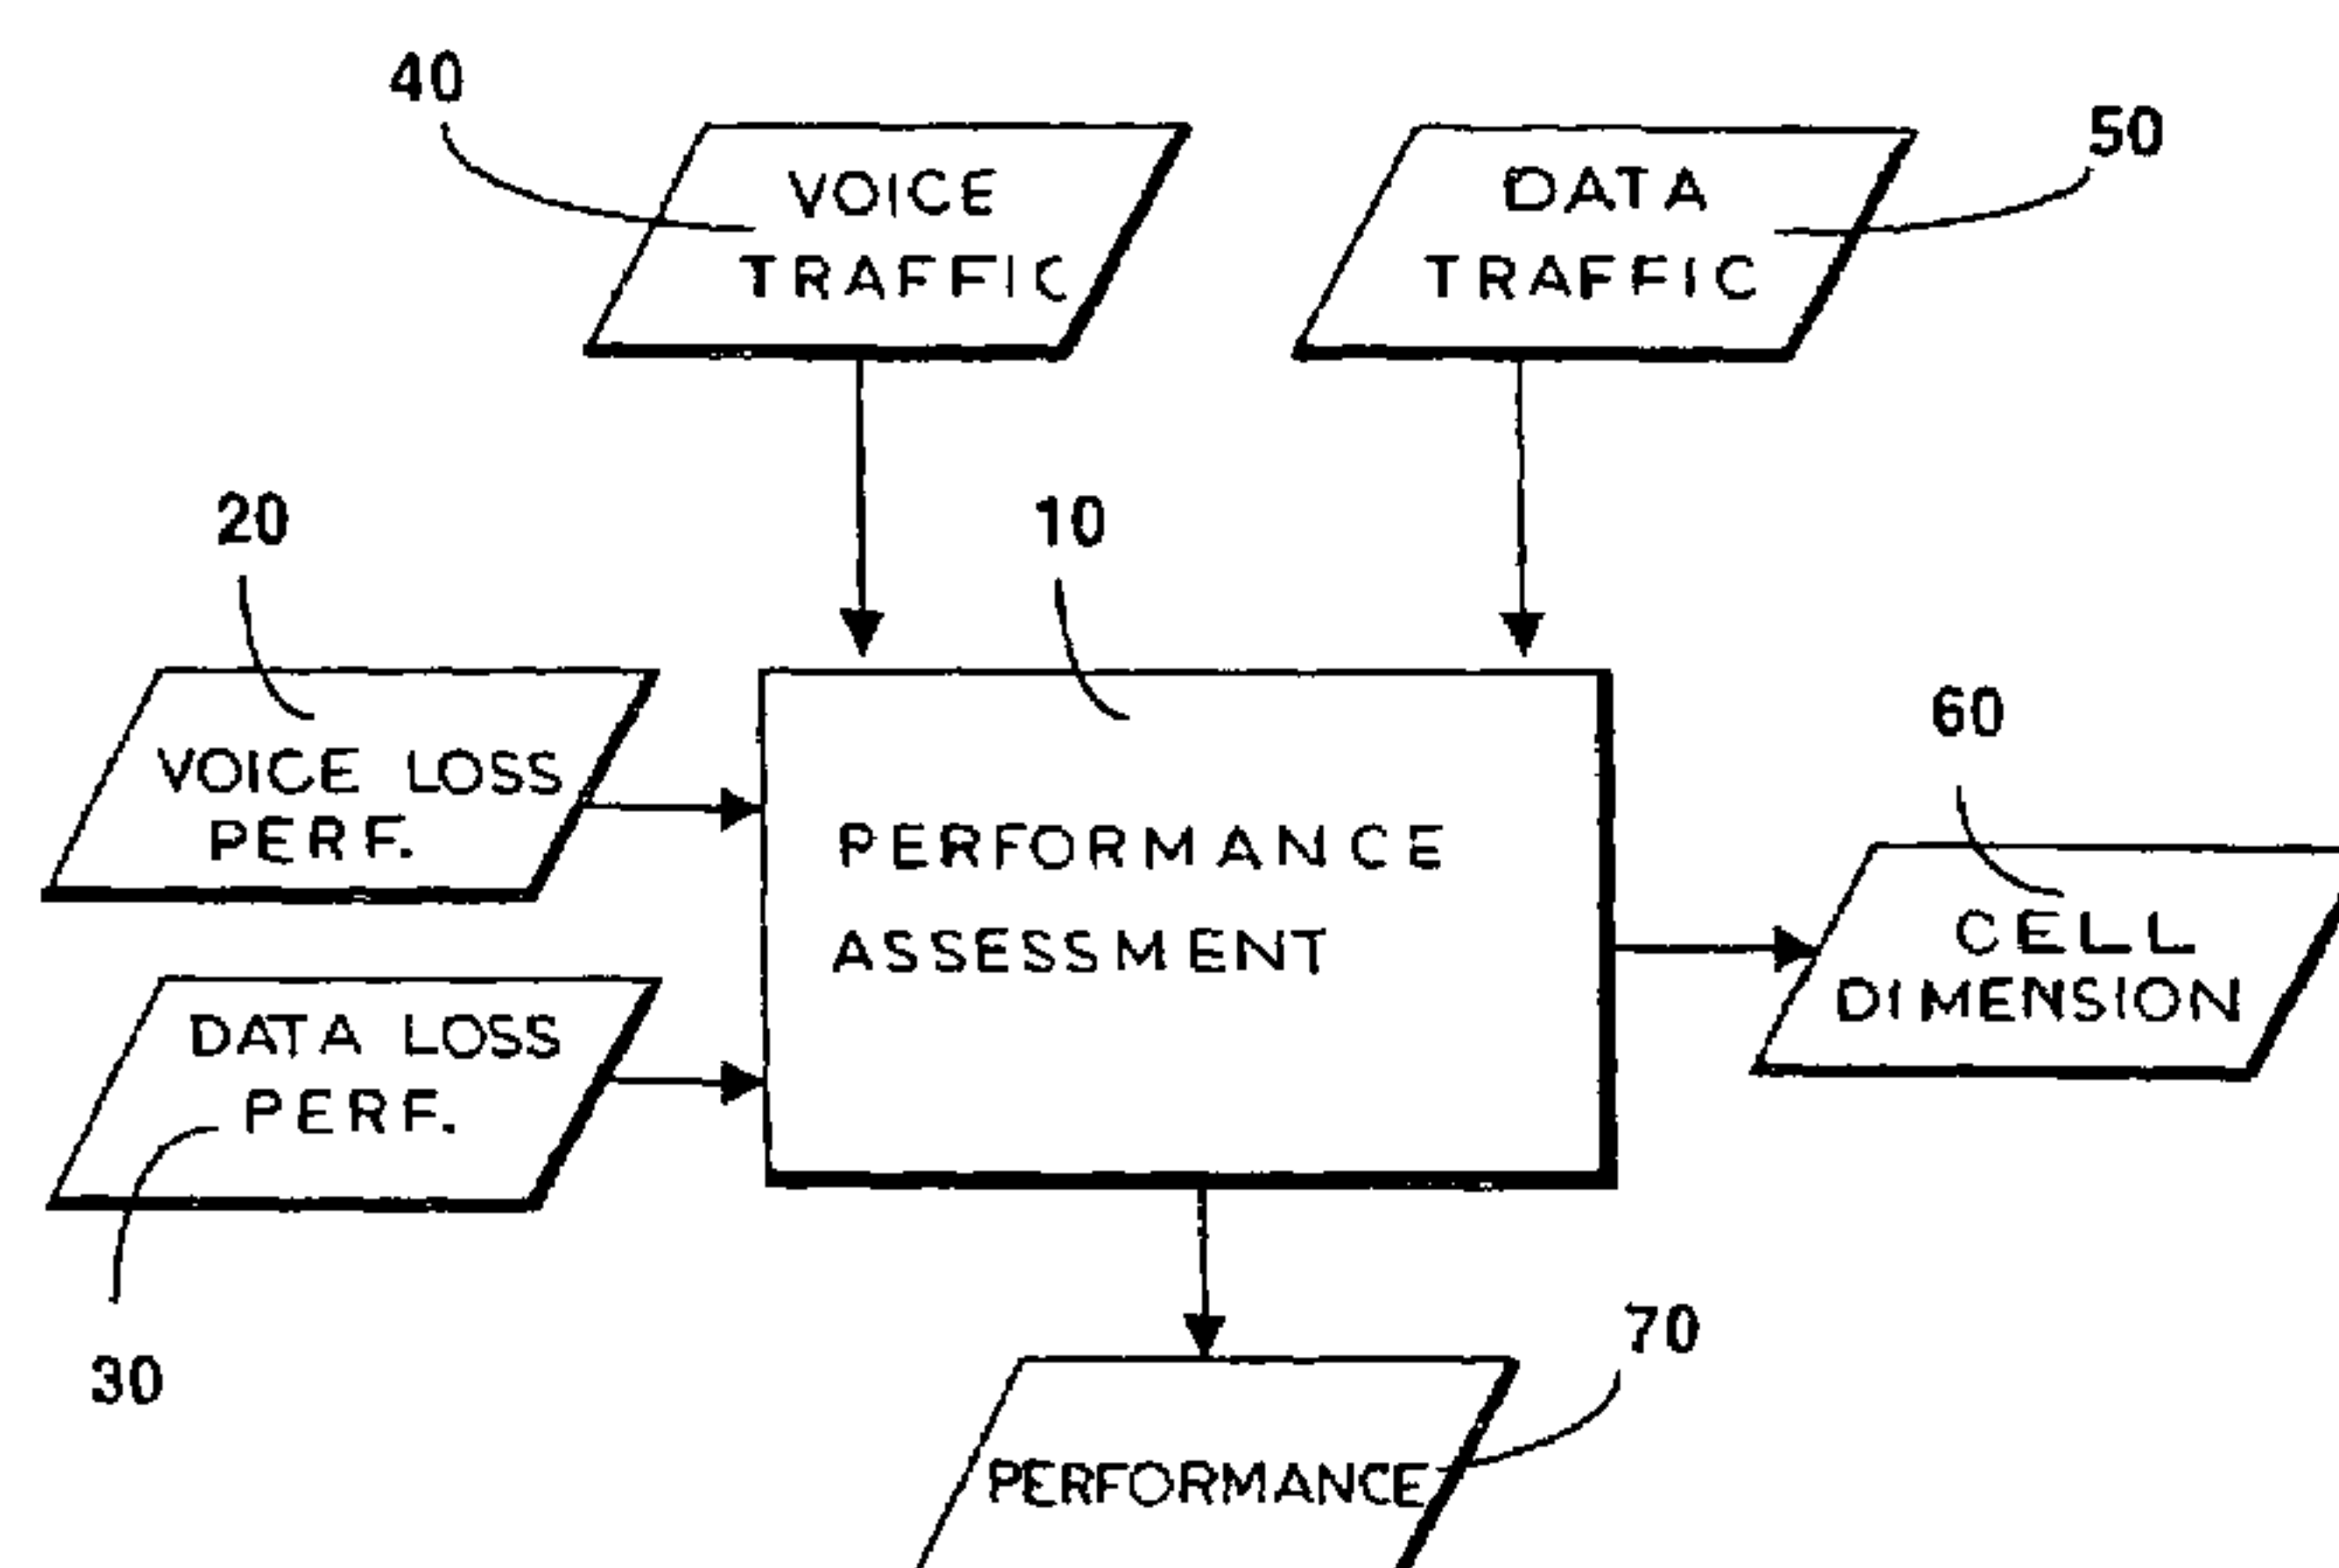 40
VOICE
TRAFFIC
50
DATA
TRAFFIC
20
VOICE LOSS
PERF.
10
PERFORMANCE
ASSESSMENT
60
CELL
DIMENSION
DATA LOSS
PERF.
30
70
PERFORMANCE